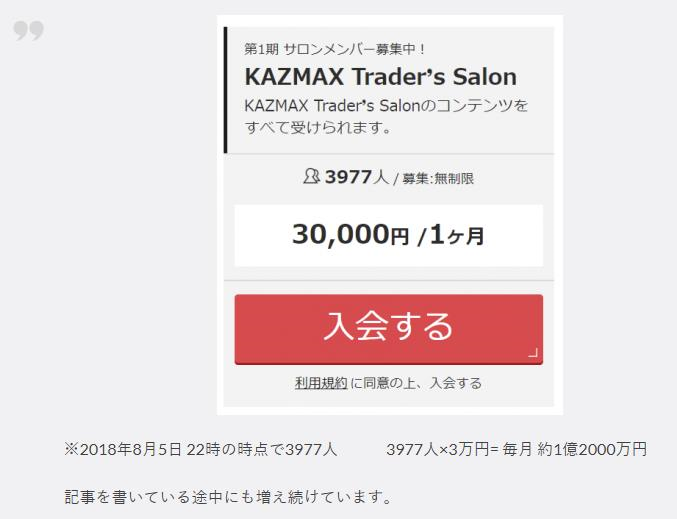 第1期 サロンメンバー募集中！
KAZMAX Trader's Salon
KAZMAX Trader's Salonのコンテンツを
すべて受けられます。
3977人 / 募集:無制限
30,000円 /1ヶ月
入会する
利用規約 に同意の上、入会する
※2018年8月5日 22時の時点で3977人 3977人×3万円= 毎月 約1億2000万円
記事を書いている途中にも増え続けています。